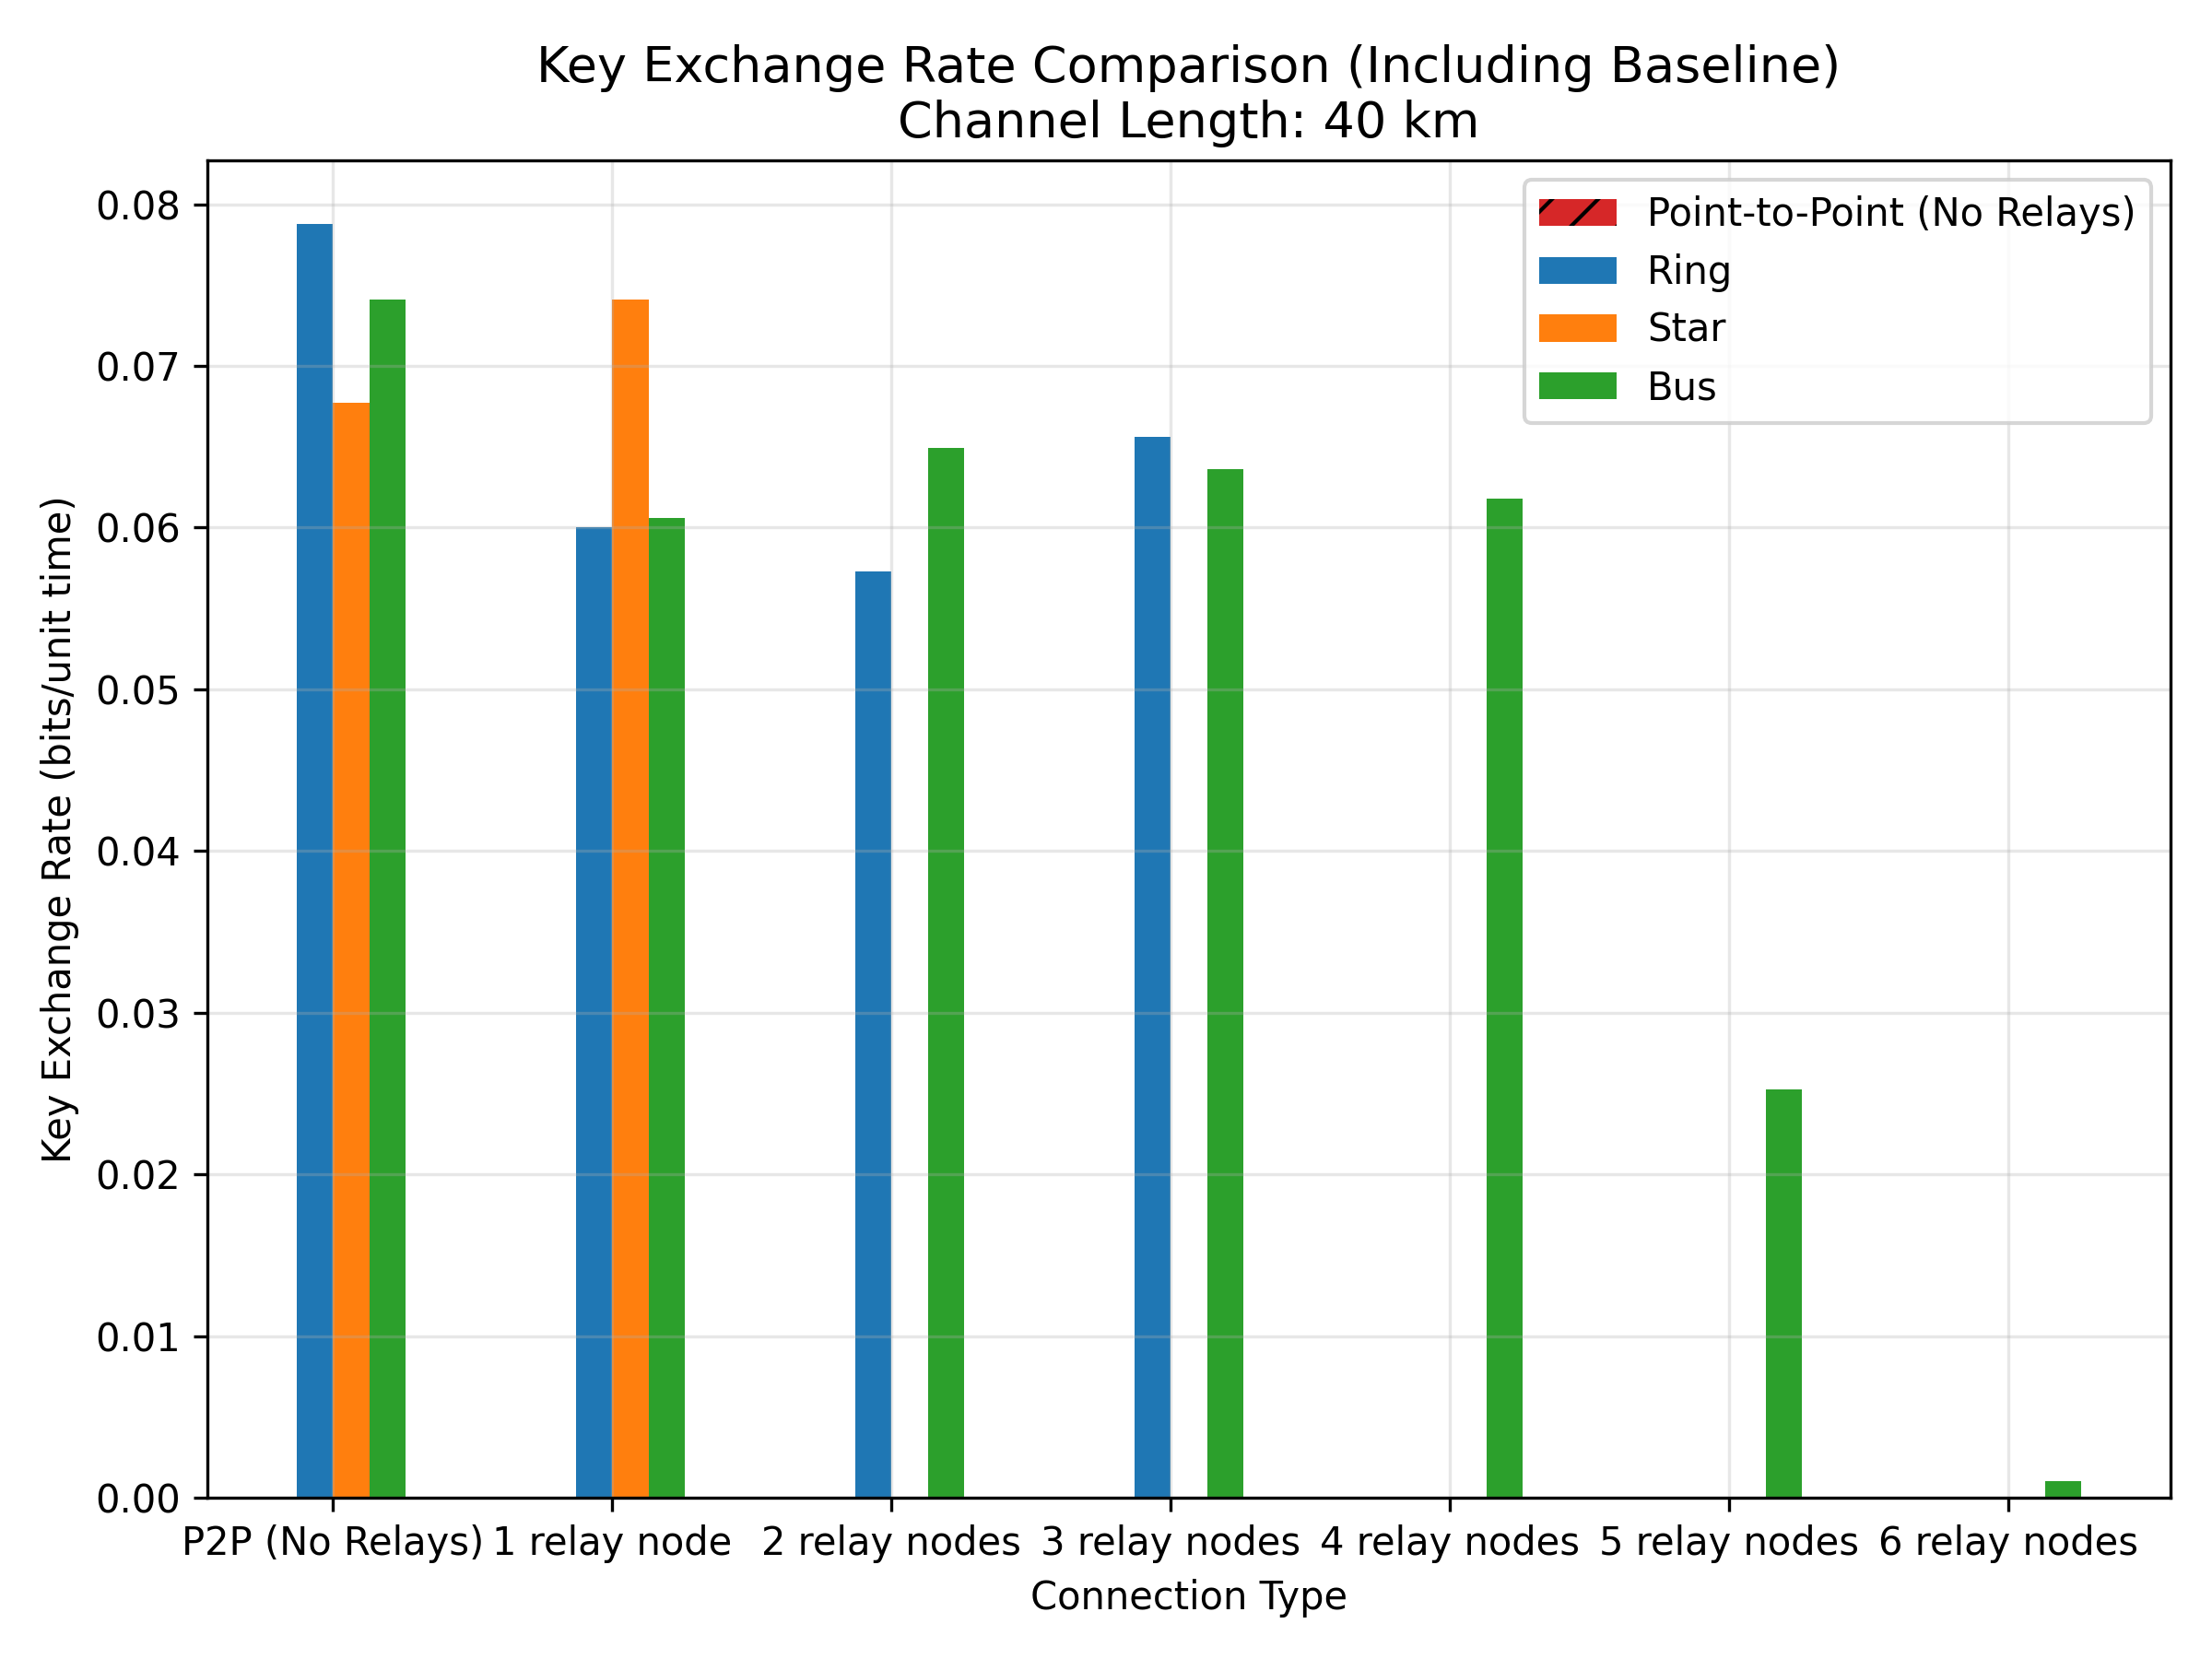 Key Exchange Rate Comparison (Including Baseline)
Channel Length: 40 km
Key Exchange Rate (bits/unit time)
0.08
0.07
0.06
0.05
0.04
0.03
0.02
0.01
0.00
Point-to-Point (No Relays)
Ring
Star
Bus
P2P (No Relays)
1 relay node
2 relay nodes
3 relay nodes
4 relay nodes
5 relay nodes
6 relay nodes
Connection Type